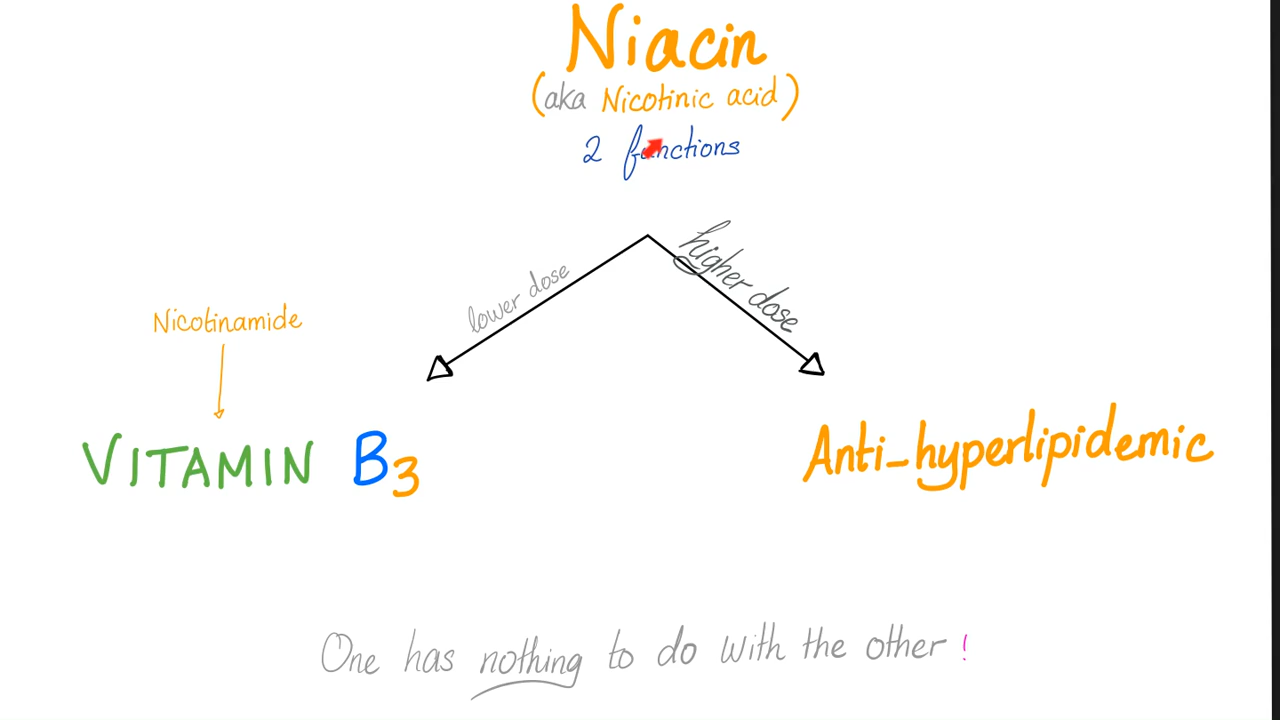 Niacin
(aka Nicotinic acid)
2 functions
lower dose
higher dose
Nicotinamide
VITAMIN B3
Anti-hyperlipidemic
One has nothing to do with the other!